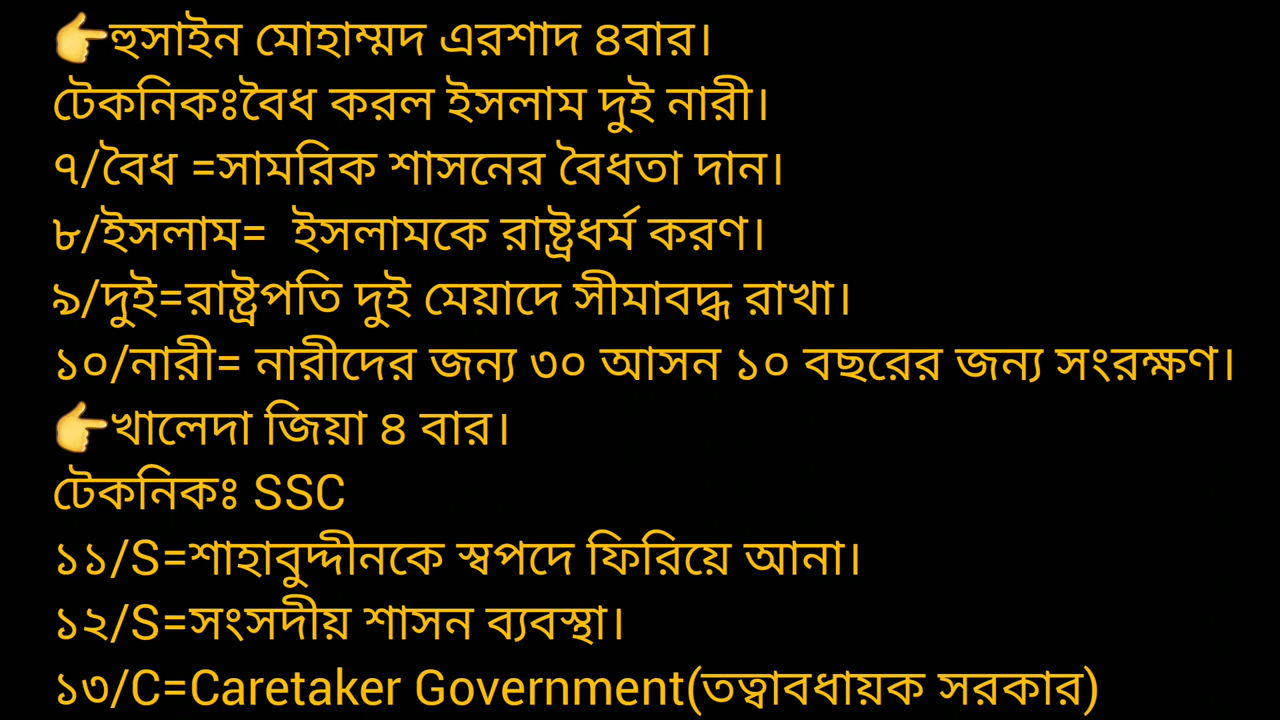 👉হুসাইন মোহাম্মদ এরশাদ ৪বার।
টেকনিকঃবৈধ করল ইসলাম দুই নারী।
৭/বৈধ =সামরিক শাসনের বৈধতা দান।
৮/ইসলাম=  ইসলামকে রাষ্ট্রধর্ম করণ।
৯/দুই=রাষ্ট্রপতি দুই মেয়াদে সীমাবদ্ধ রাখা।
১০/নারী= নারীদের জন্য ৩০ আসন ১০ বছরের জন্য সংরক্ষণ।
👉খালেদা জিয়া ৪ বার।
টেকনিকঃ SSC
১১/S=শাহাবুদ্দীনকে স্বপদে ফিরিয়ে আনা।
১২/S=সংসদীয় শাসন ব্যবস্থা।
১৩/C=Caretaker Government(তত্বাবধায়ক সরকার)